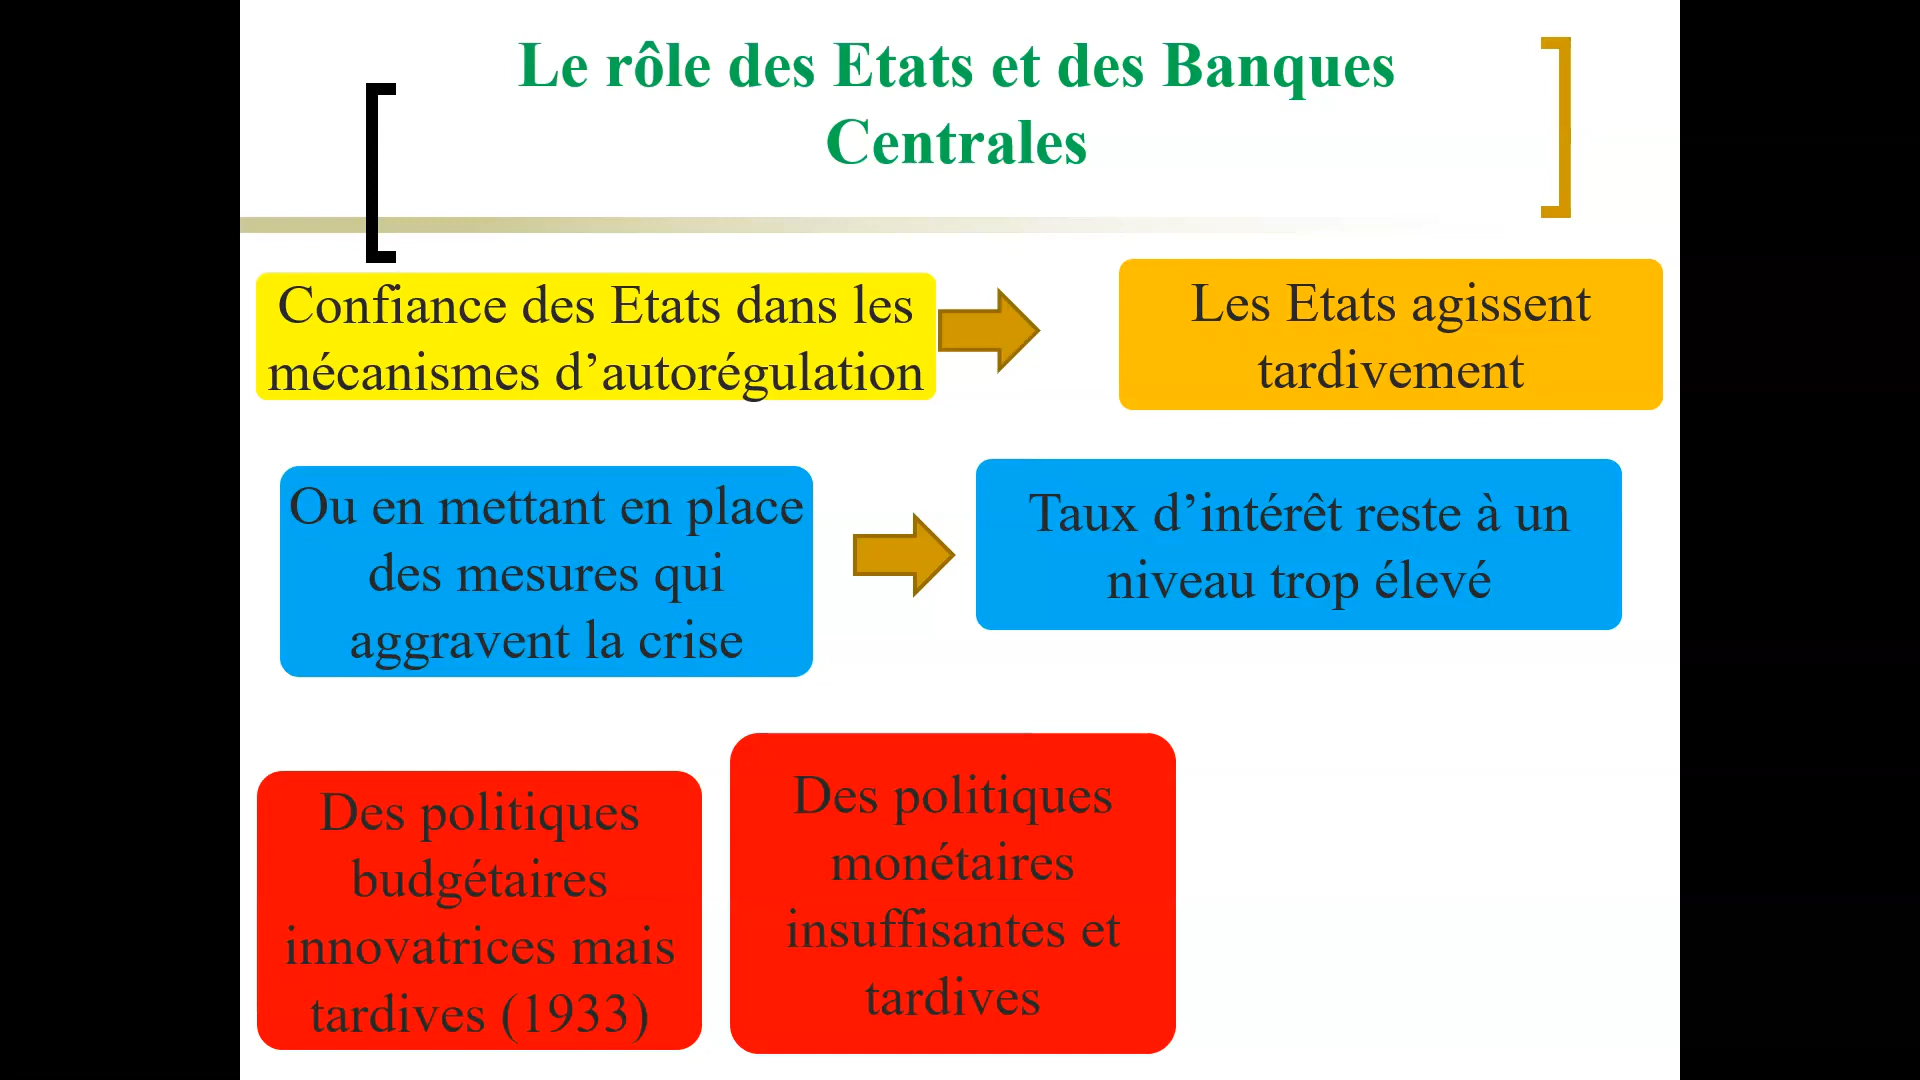 Le rôle des Etats et des Banques
Centrales
Confiance des Etats dans les
mécanismes d’autorégulation
Les Etats agissent
tardivement
Ou en mettant en place
des mesures qui
aggravent la crise
Taux d’intérêt reste à un
niveau trop élevé
Des politiques
budgétaires
innovatrices mais
tardives (1933)
Des politiques
monétaires
insuffisantes et
tardives